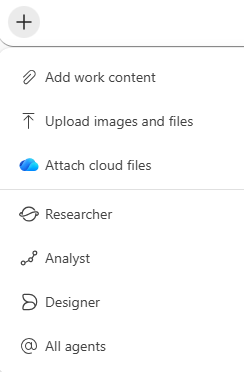 Add work content
Upload images and files
Attach cloud files
Researcher
Analyst
Designer
All agents